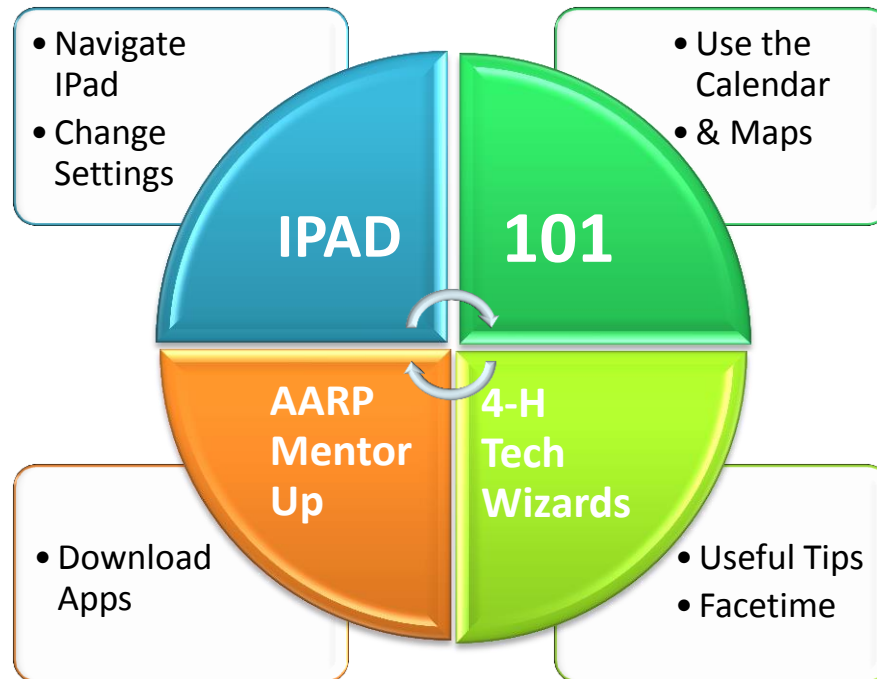 • Navigate
IPad
• Change
Settings
• Use the
Calendar
• & Maps
IPAD
101
AARP
Mentor
Up
4-H
Tech
Wizards
• Download
Apps
• Useful Tips
• Facetime